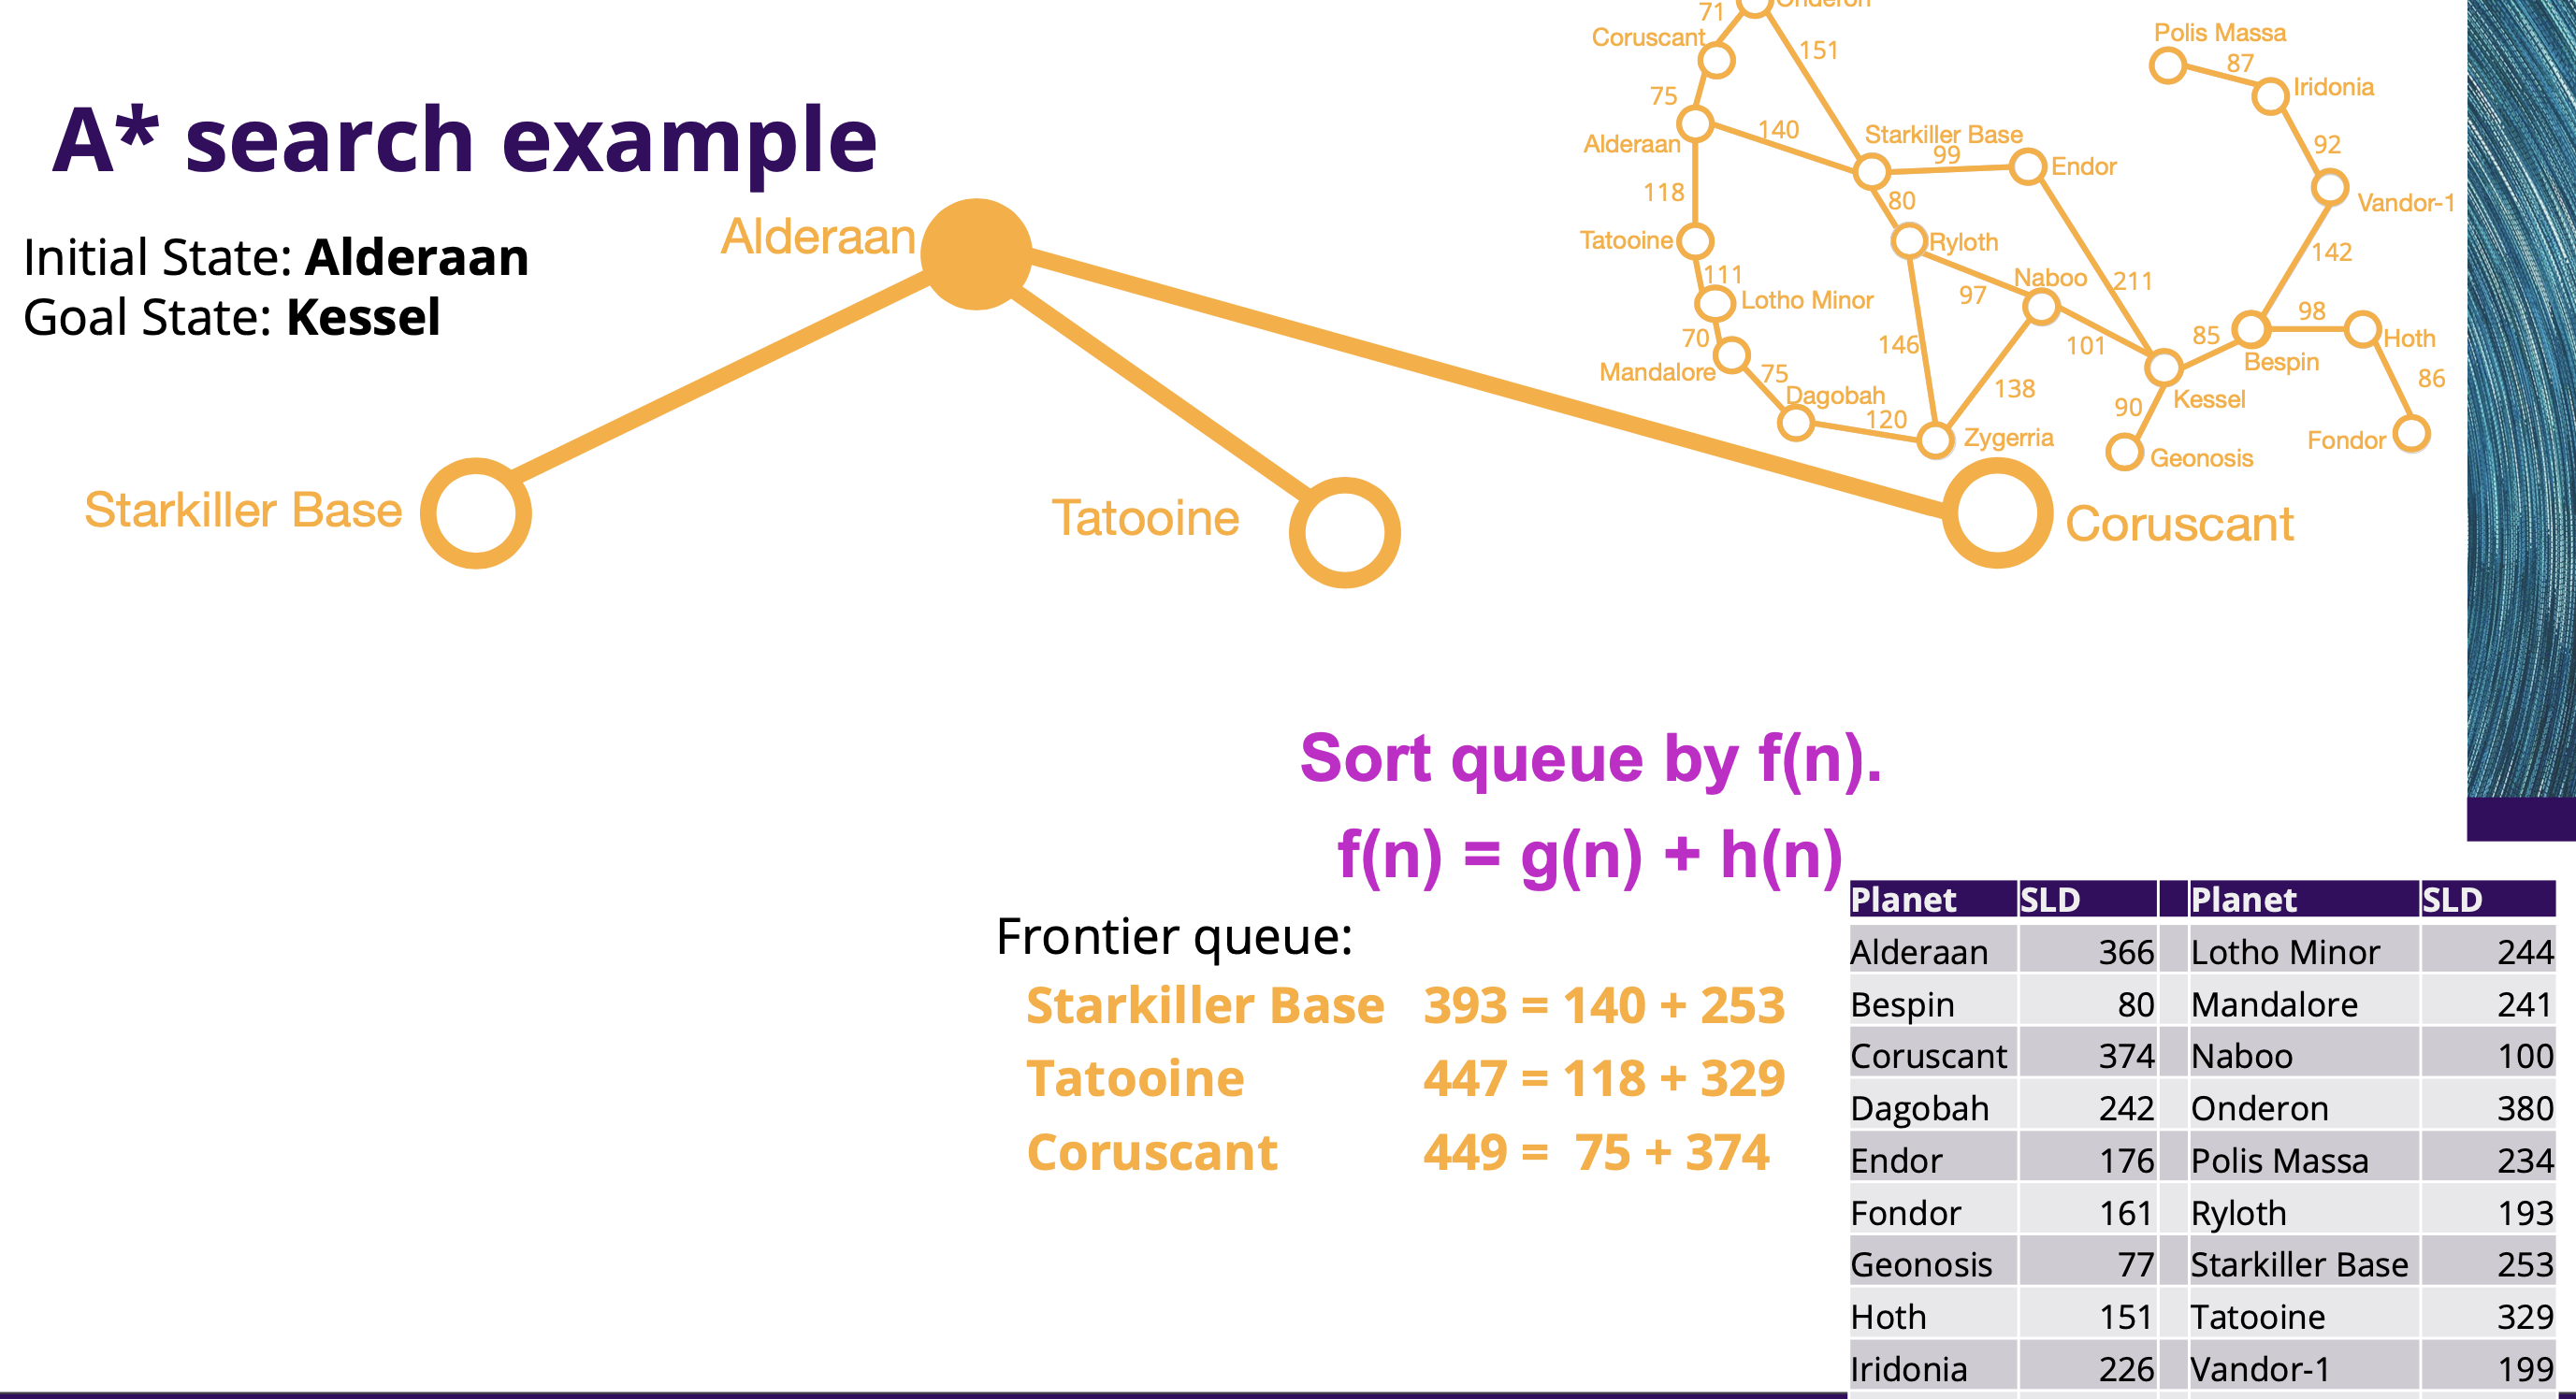 A* search example
Initial State: Alderaan
Goal State: Kessel
Alderaan
Starkiller Base
Tatooine
Coruscant
Onderon
71
Coruscant
151
75
Alderaan
140
Starkiller Base
99
Endor
118
80
Tatooine
Ryloth
111
Lotho Minor
Naboo
211
97
70
Mandalore
146
101
75
Dagobah
138
120
Zygerria
Polis Massa
87
Iridonia
92
Vandor-1
142
98
85
Hoth
Bespin
86
Kessel
90
Geonosis
Fondor
Sort queue by f(n).
f(n) = g(n) + h(n)
Frontier queue:
Starkiller Base 393 = 140 + 253
Tatooine 447 = 118 + 329
Coruscant 449 = 75 + 374
Planet SLD Planet SLD
Alderaan 366 Lotho Minor 244
Bespin 80 Mandalore 241
Coruscant 374 Naboo 100
Dagobah 242 Onderon 380
Endor 176 Polis Massa 234
Fondor 161 Ryloth 193
Geonosis 77 Starkiller Base 253
Hoth 151 Tatooine 329
Iridonia 226 Vandor-1 199